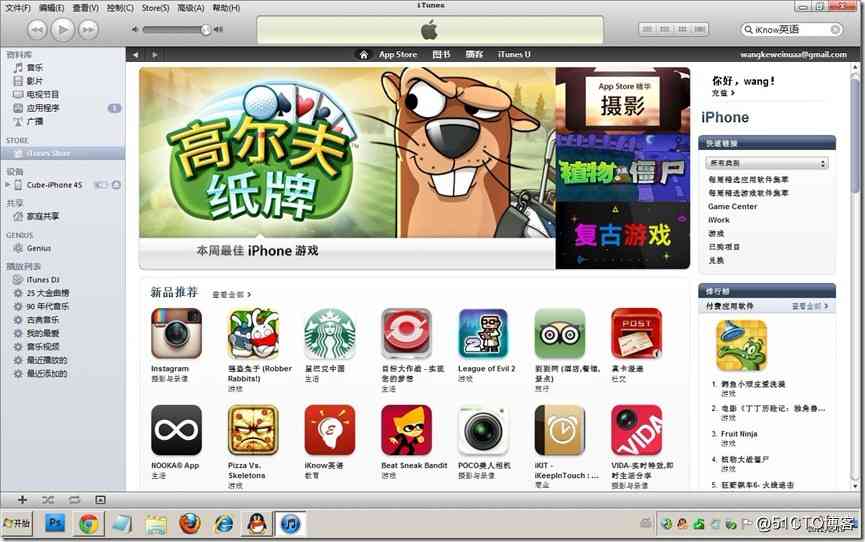 iTunes
文件(F) 编辑(E) 查看(V) 控制(C) Store(S) 高级(A) 帮助(H)
iKnow英语
App Store 图书 播客 iTunes U
wangkeweinuaa@gmail.com
资料库
音乐
影片
电视节目
应用程序
广播
STORE
iTunes Store
设备
Cube-iPhone 4S
共享
家庭共享
GENIUS
Genius
播放列表
iTunes DJ
25 大金曲榜
90 年代音乐
古典音乐
我的最爱
音乐视频
最近播放的
最近添加的
高尔夫
纸牌
本周最佳 iPhone 游戏
App Store 精华
摄影
植物 僵尸
复古游戏
你好，wang！
充值
iPhone
快速链接
所有类别
每周精选应用软件集萃
每周精选游戏软件集萃
Game Center
iWork
游戏
已购项目
兑换
新品推荐 查看全部
Instagram
摄影与录像
(Robber Rabbits!)
游戏
星巴克中国
生活
目标大作战 - 实现
您的梦想
生活
League of Evil 2
游戏
到到网 (酒店,餐馆,
景点)
旅行
POST
真卡漫递
社交
NOOKA® App
生活
Pizza Vs.
Skeletons
游戏
iKnow英语
教育
Beat Sneak Bandit
游戏
POCO美人相机
摄影与录像
iKIT -
iKeepInTouch : ...
商业
VIDA
VIDA-实时特效,即
时生活分享
摄影与录像
排行榜
付费应用软件 查看全部
1. 鳄鱼小顽皮爱洗澡
游戏
2. 电影《丁丁历险记：独角兽...
游戏
3. Fruit Ninja
游戏
4. 植物大战僵尸
游戏
5. 狂野飙车6- 火线追击
开始
Ps
@51CTO博客